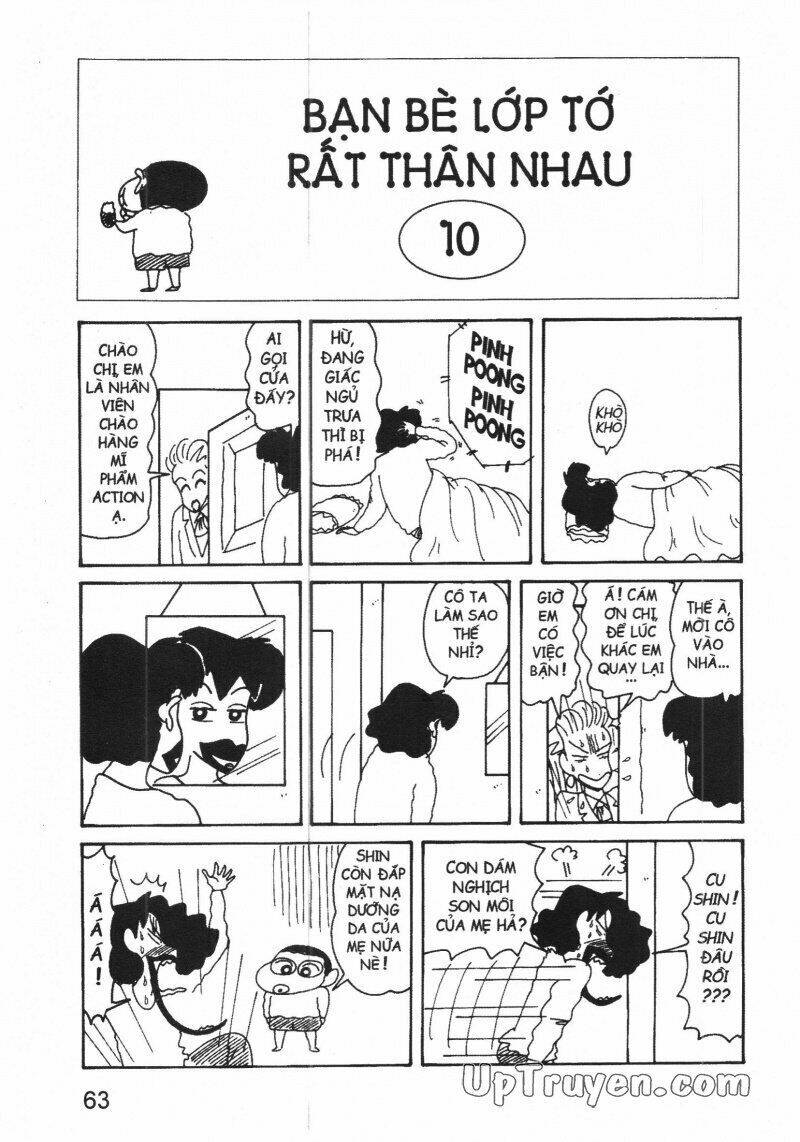 BẠN BÈ LỚP TỚ
RẤT THÂN NHAU
10
KHÒ
KHÒ
PINH
POONG
PINH
POONG
HỪ,
ĐANG
GIẤC
NGỦ
TRƯA
THÌ BỊ
PHÁ!
AI
GỌI
CỬA
ĐẤY?
CHÀO
CHỊ, EM
LÀ NHÂN
VIÊN
CHÀO
HÀNG
MĨ
PHẨM
ACTION
Ạ.
THẾ À,
MỜI CÔ
VÀO
NHÀ...
Á! CÁM
ƠN CHỊ,
ĐỂ LÚC
KHÁC EM
QUAY LẠI
...
GIỜ
EM
CÓ
VIỆC
BẬN!
CÔ TA
LÀM SAO
THẾ
NHỈ?
CU
SHIN!
CU
SHIN
ĐÂU
RỒI
???
CON DÁM
NGHỊCH
SON MÔI
CỦA MẸ HẢ?
SHIN
CÒN ĐẮP
MẶT NẠ
DƯỠNG
DA CỦA
MẸ NỮA
NÈ!
Á
Á
Á
!
63
UpTruyen.com